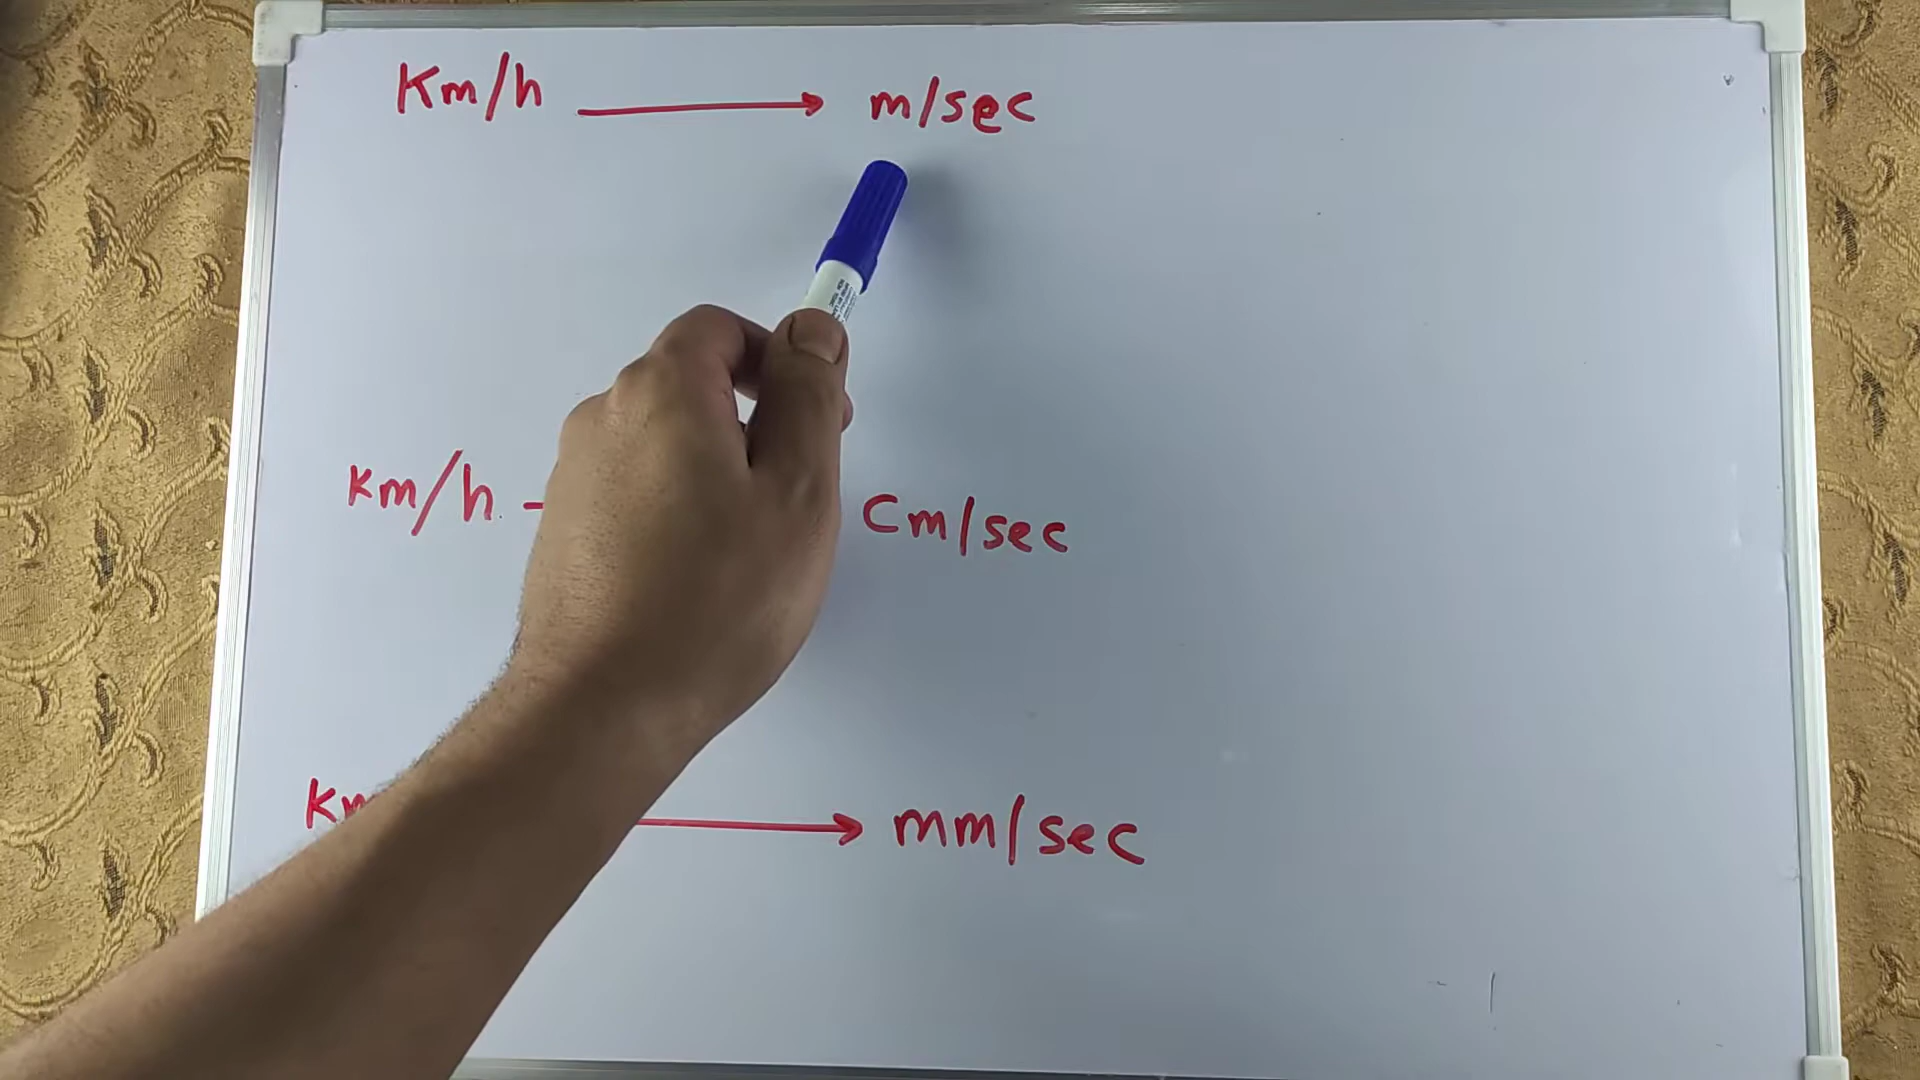 Km/h → m/sec
Km/h - Cm/sec
→ mm/sec